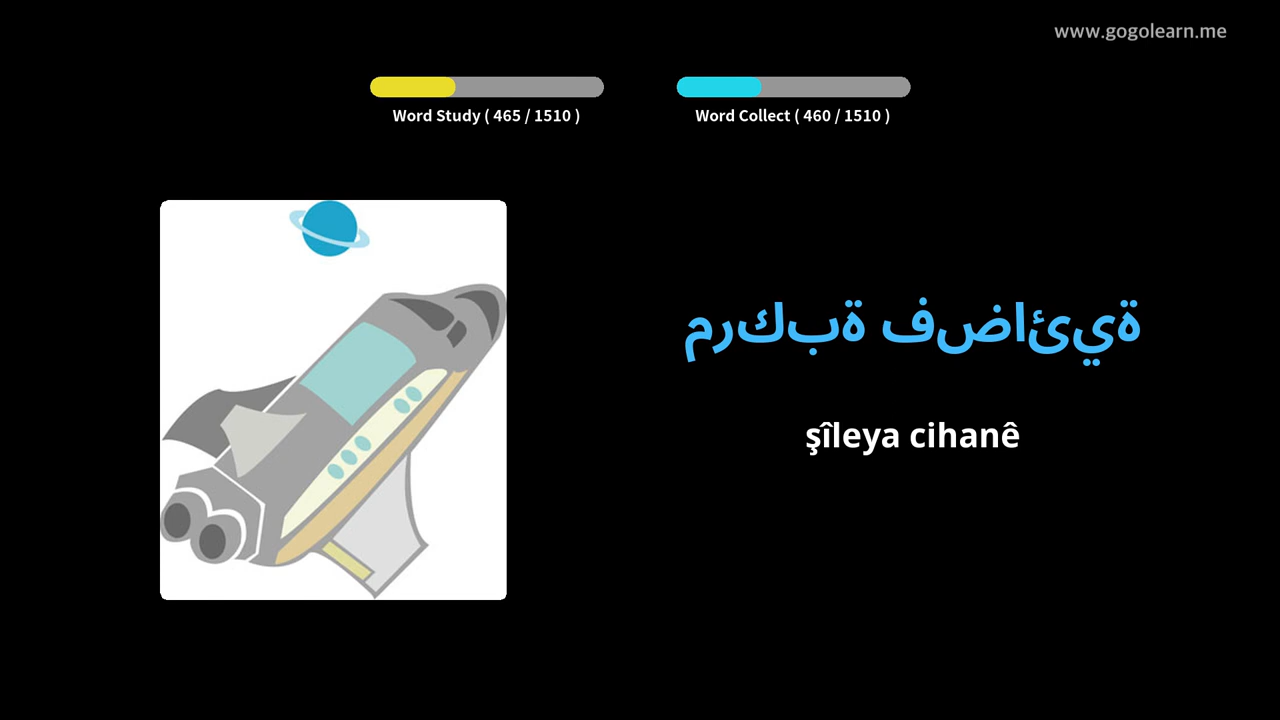 www.gogolearn.me
Word Study ( 465 / 1510 )
Word Collect ( 460 / 1510 )
مركبة فضائية
şîleya cihanê